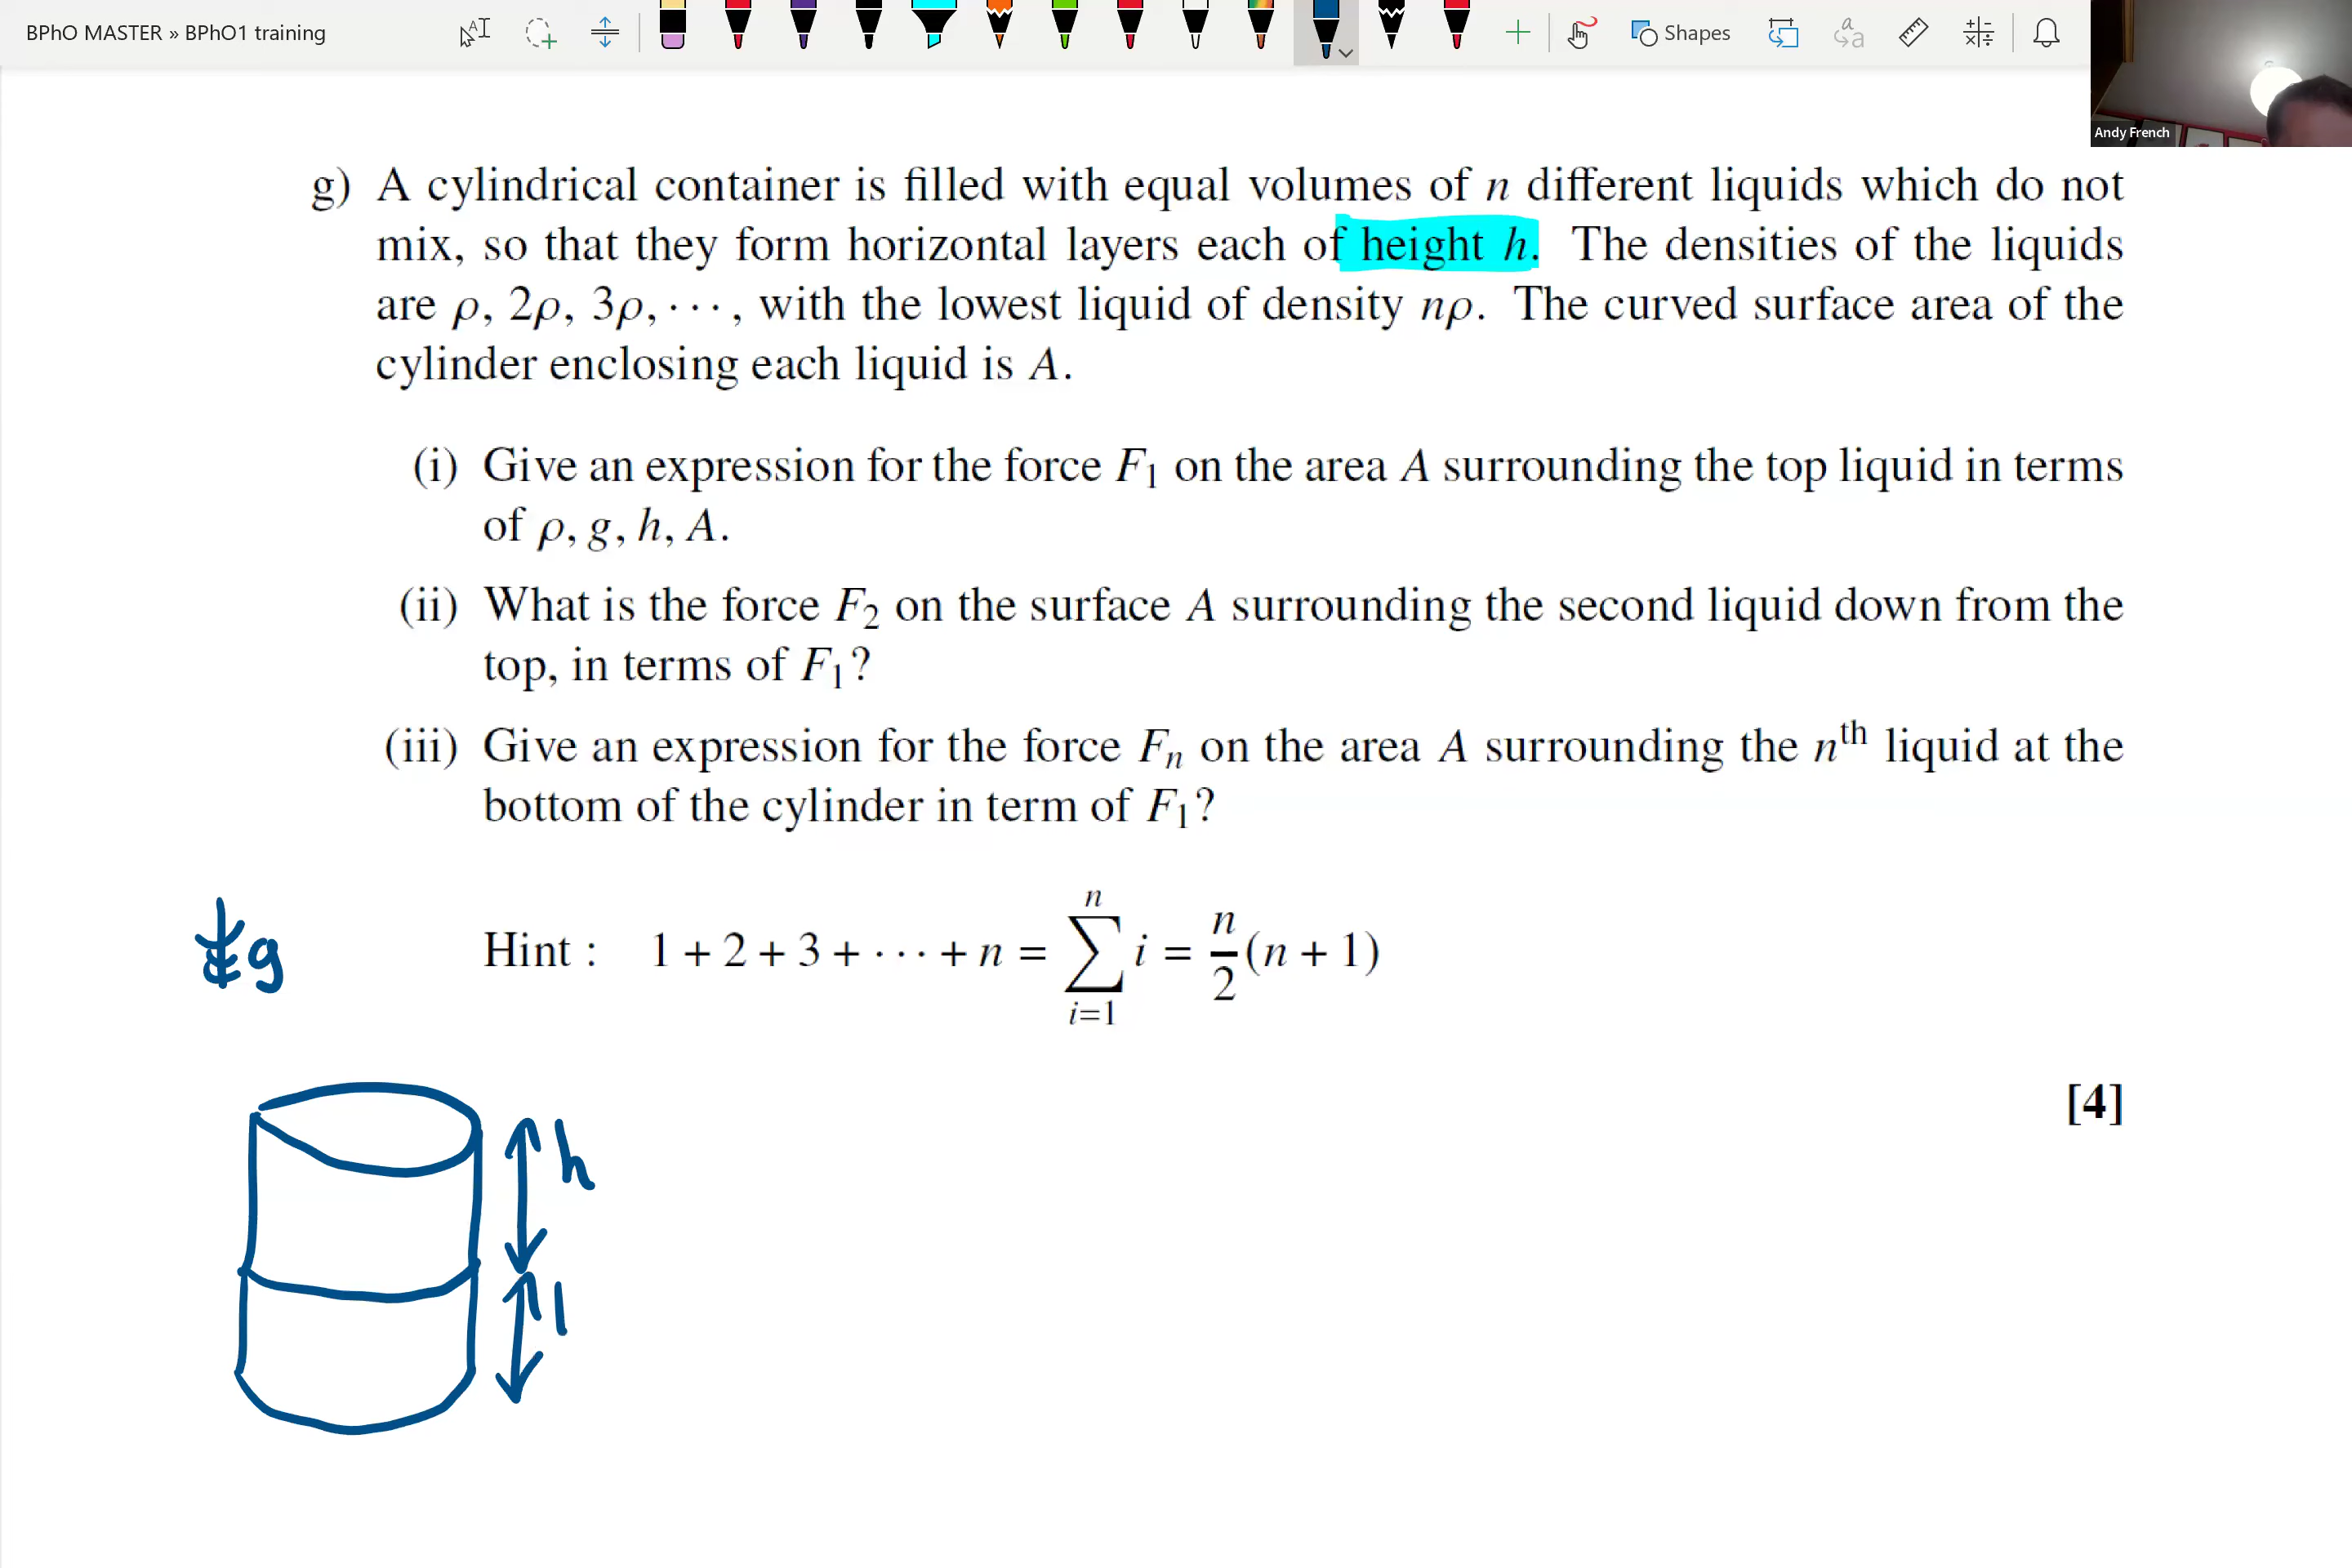 BPhO MASTER » BPhO1 training
Shapes
Andy French
g) A cylindrical container is filled with equal volumes of n different liquids which do not
mix, so that they form horizontal layers each of height h. The densities of the liquids
are ρ, 2ρ, 3ρ, ⋯, with the lowest liquid of density nρ. The curved surface area of the
cylinder enclosing each liquid is A.
(i) Give an expression for the force F₁ on the area A surrounding the top liquid in terms
of ρ, g, h, A.
(ii) What is the force F₂ on the surface A surrounding the second liquid down from the
top, in terms of F₁?
(iii) Give an expression for the force Fₙ on the area A surrounding the nᵗʰ liquid at the
bottom of the cylinder in term of F₁?
g
Hint : 1 + 2 + 3 + ⋯ + n = ∑_{i=1}^{n} i = n/2 (n + 1)
[4]
h